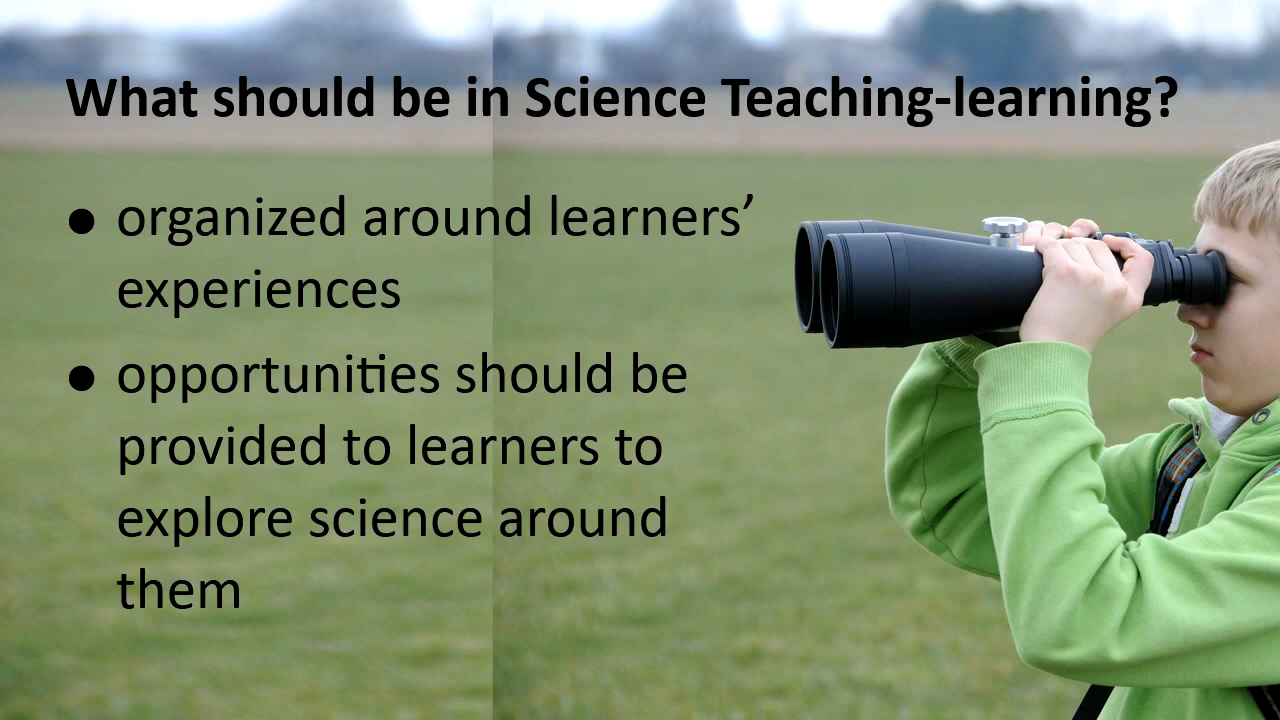 What should be in Science Teaching-learning?
● organized around learners’
experiences
● opportunities should be
provided to learners to
explore science around
them